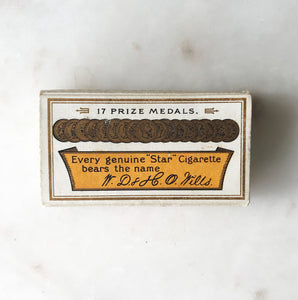 17 PRIZE MEDALS.
Every genuine "Star" Cigarette
bears the name
W. D. & H. O. Wills.